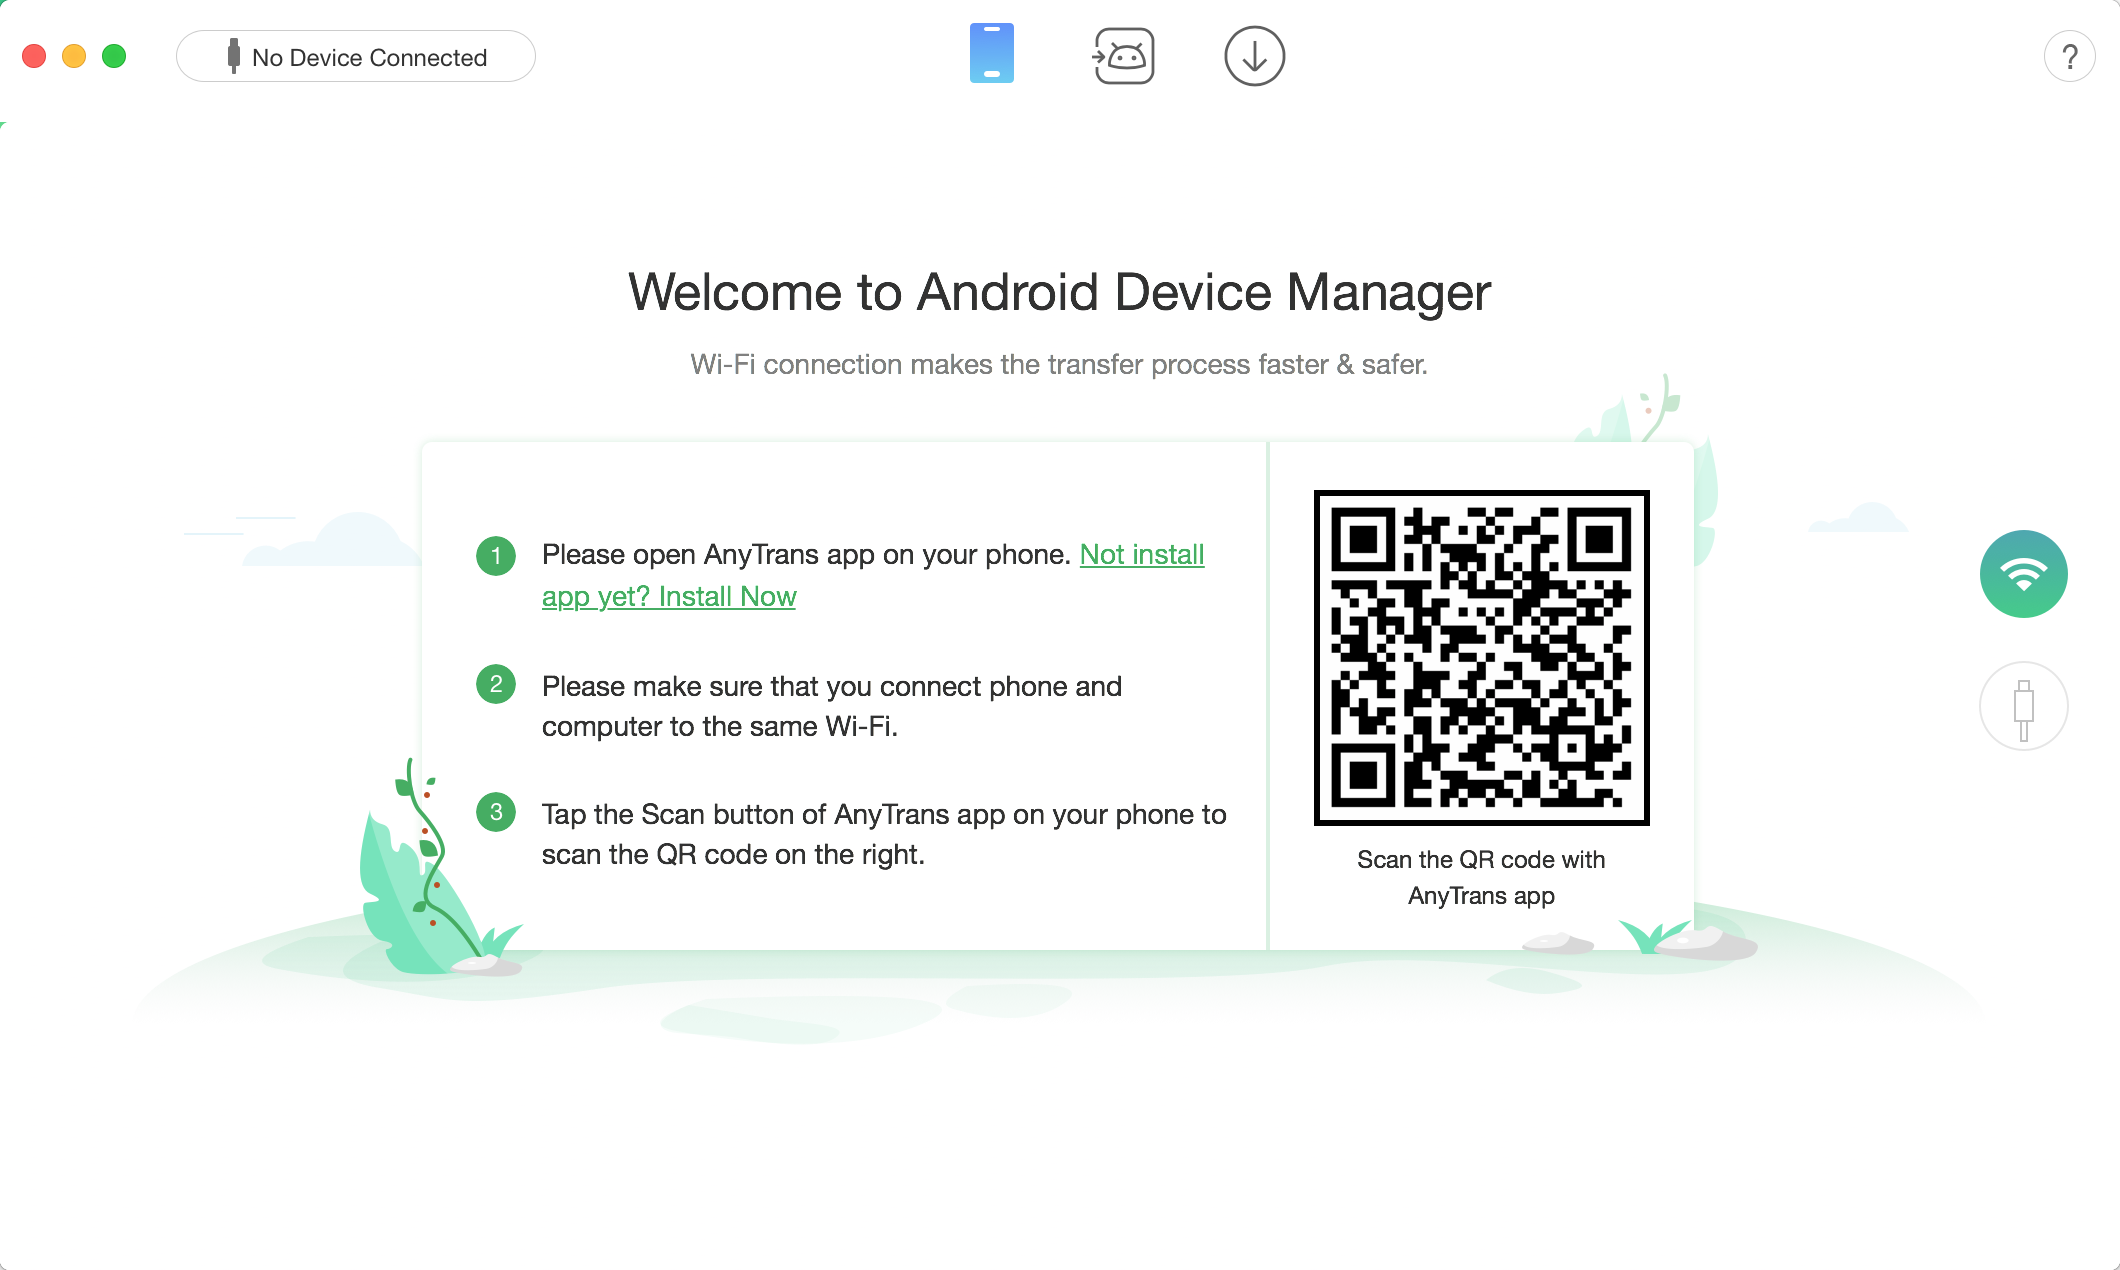 No Device Connected
?
Welcome to Android Device Manager
Wi-Fi connection makes the transfer process faster & safer.
1
Please open AnyTrans app on your phone. Not install
app yet? Install Now
2
Please make sure that you connect phone and
computer to the same Wi-Fi.
3
Tap the Scan button of AnyTrans app on your phone to
scan the QR code on the right.
Scan the QR code with
AnyTrans app